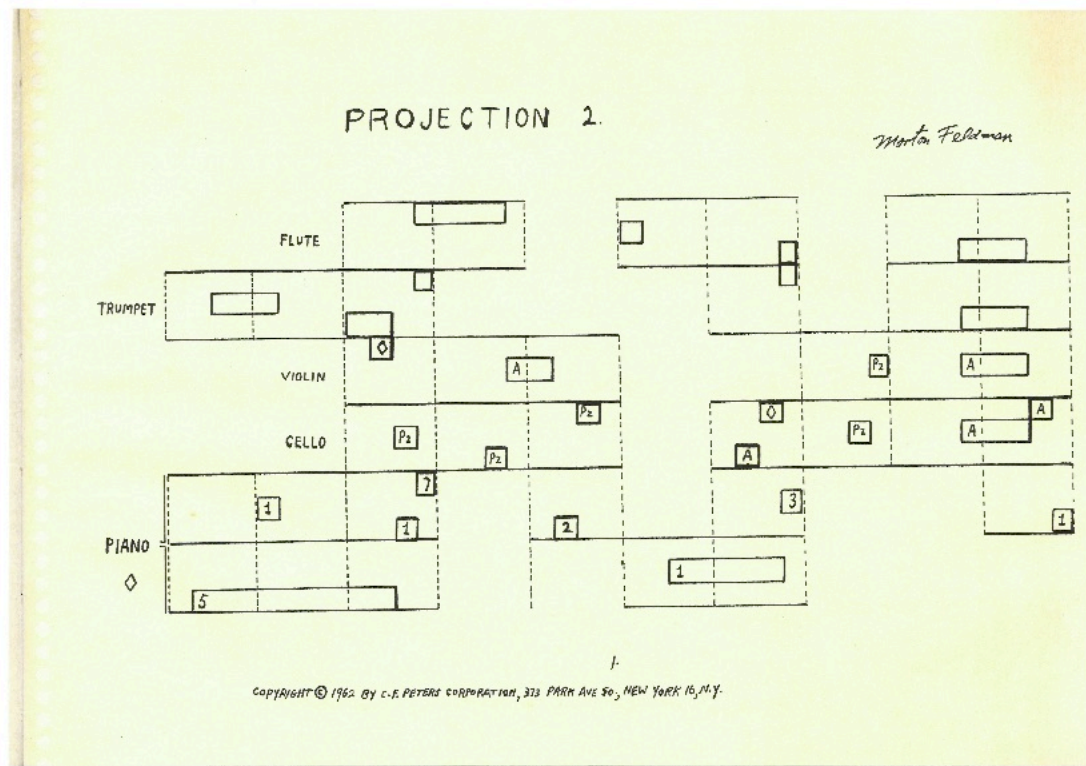 PROJECTION 2.
Morton Feldman
FLUTE
TRUMPET
◊
VIOLIN
A
P2
A
P2
◊
A
CELLO
P2
P2
P2
A
A
A
7
3
1
1
2
1
PIANO
1
◊
5
1.
COPYRIGHT © 1962 BY C.F. PETERS CORPORATION, 373 PARK AVE SO., NEW YORK 16, N.Y.